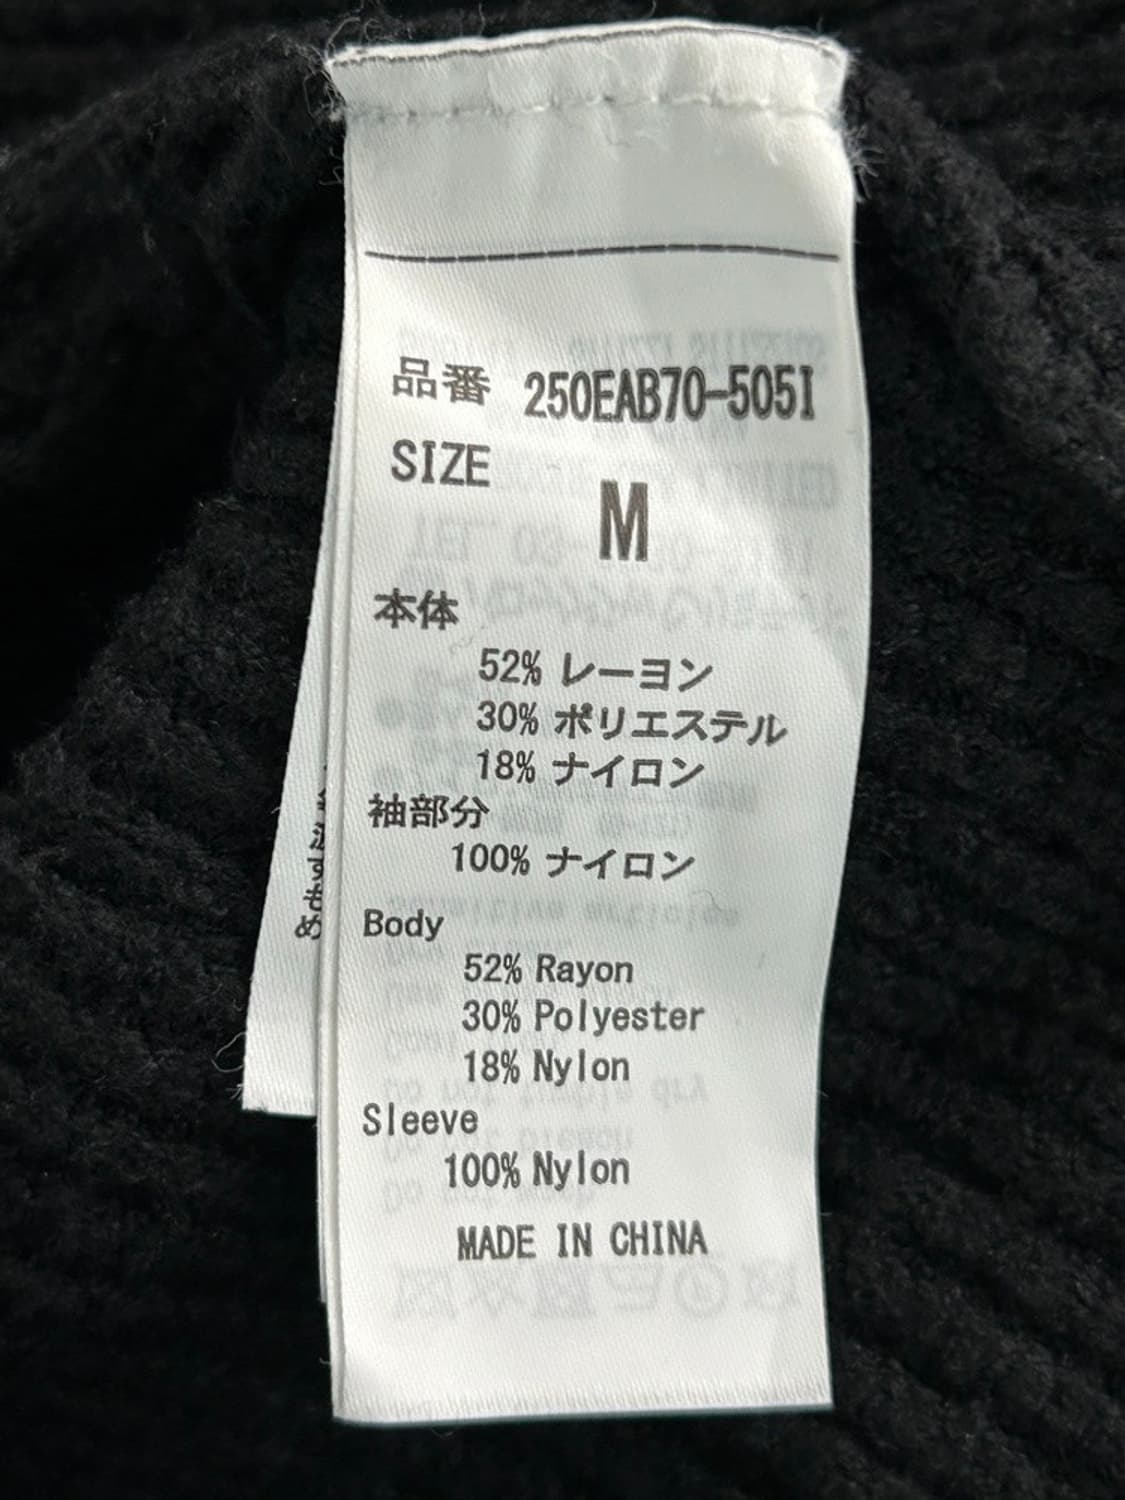 品番 250EAB70-505I
SIZE
M
本体
52% レーヨン
30% ポリエステル
18% ナイロン
袖部分
100% ナイロン
Body
52% Rayon
30% Polyester
18% Nylon
Sleeve
100% Nylon
MADE IN CHINA